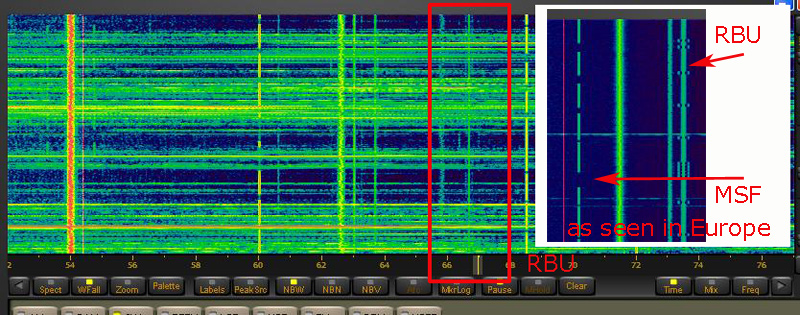 RBU
MSF
as seen in Europe
2 54 56 58 60 62 64 66 68 70 72 74 76
RBU
Spect WFall Zoom Palette Labels PeakSrc NBW NBN NBV MkrLog Pause Clear Time Mix Freq